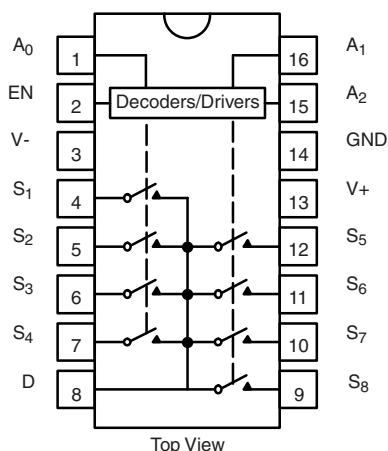 A0 1 16 A1
EN 2 Decoders/Drivers 15 A2
V- 3 14 GND
S1 4 13 V+
S2 5 12 S5
S3 6 11 S6
S4 7 10 S7
D 8 9 S8
Top View